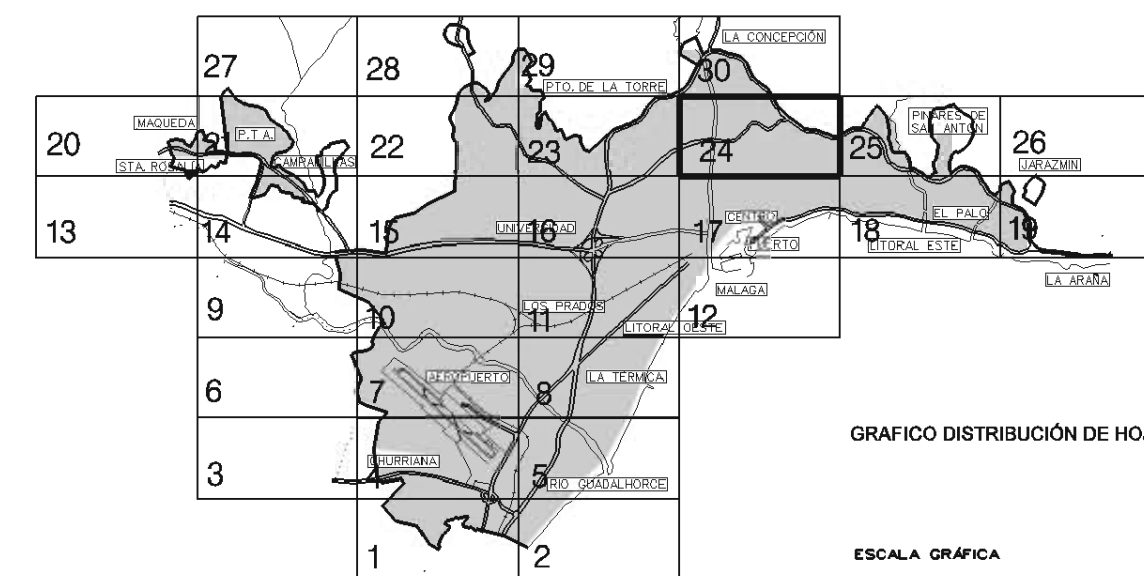 LA CONCEPCIÓN
27
28
29
30
PTO. DE LA TORRE
MAQUEDA
P.T.A.
PINARES DE
SAN ANTÓN
20
21
22
23
24
25
26
STA. ROSALÍA
CAMPANILLAS
JARAZMIN
13
14
15
UNIVERSIDAD
16
17
CENTRO
PUERTO
18
EL PALO
19
LITORAL ESTE
LA ARAÑA
MALAGA
9
10
LOS PRADOS
11
LITORAL OESTE
12
6
7
AEROPUERTO
8
LA TÉRMICA
GRAFICO DISTRIBUCIÓN DE
3
CHURRIANA
5
RIO GUADALHORCE
1
2
ESCALA GRÁFICA